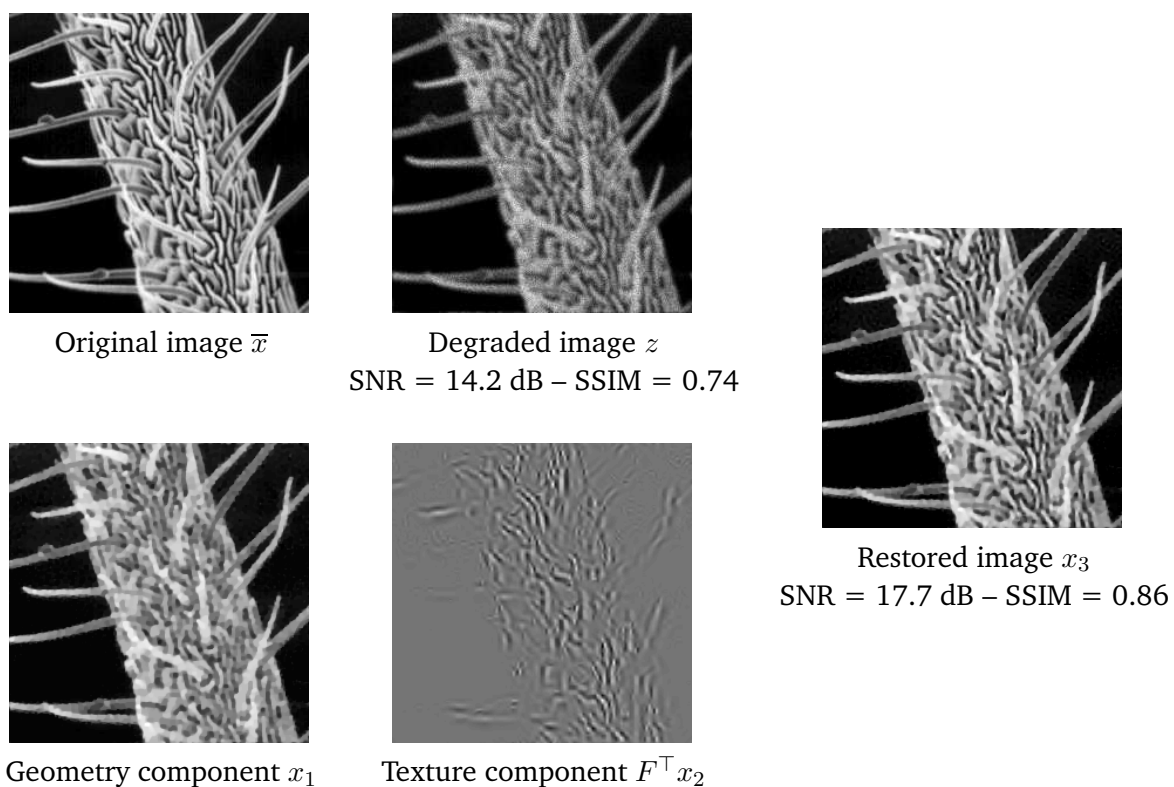 Original image x̅
Degraded image z
SNR = 14.2 dB – SSIM = 0.74
Restored image x₃
SNR = 17.7 dB – SSIM = 0.86
Geometry component x₁
Texture component F⊤x₂